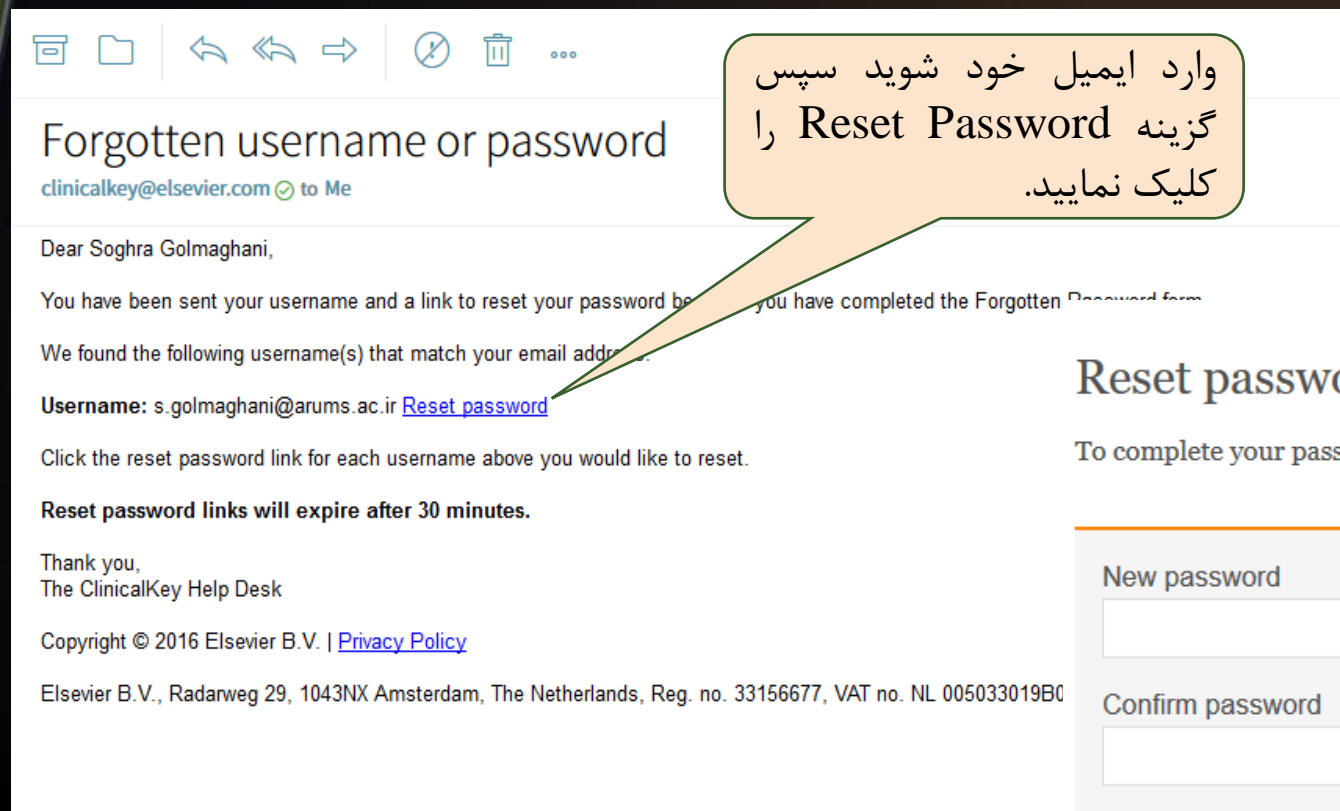 وارد ایمیل خود شوید سپس
گزینه Reset Password را
کلیک نمایید.
Forgotten username or password
clinicalkey@elsevier.com to Me
Dear Soghra Golmaghani,
You have been sent your username and a link to reset your password you have completed the Forgotten
We found the following username(s) that match your email
Username: s.golmaghani@arums.ac.ir Reset password
Click the reset password link for each username above you would like to reset.
Reset password links will expire after 30 minutes.
Thank you,
The ClinicalKey Help Desk
Copyright © 2016 Elsevier B.V. | Privacy Policy
Elsevier B.V., Radarweg 29, 1043NX Amsterdam, The Netherlands, Reg. no. 33156677, VAT no. NL
Reset
To complete your
New password
Confirm password